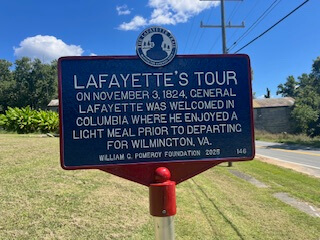 LAFAYETTE'S TOUR
ON NOVEMBER 3, 1824, GENERAL
LAFAYETTE WAS WELCOMED IN
COLUMBIA WHERE HE ENJOYED A
LIGHT MEAL PRIOR TO DEPARTING
FOR WILMINGTON, VA.
WILLIAM G. POMEROY FOUNDATION 2025 146